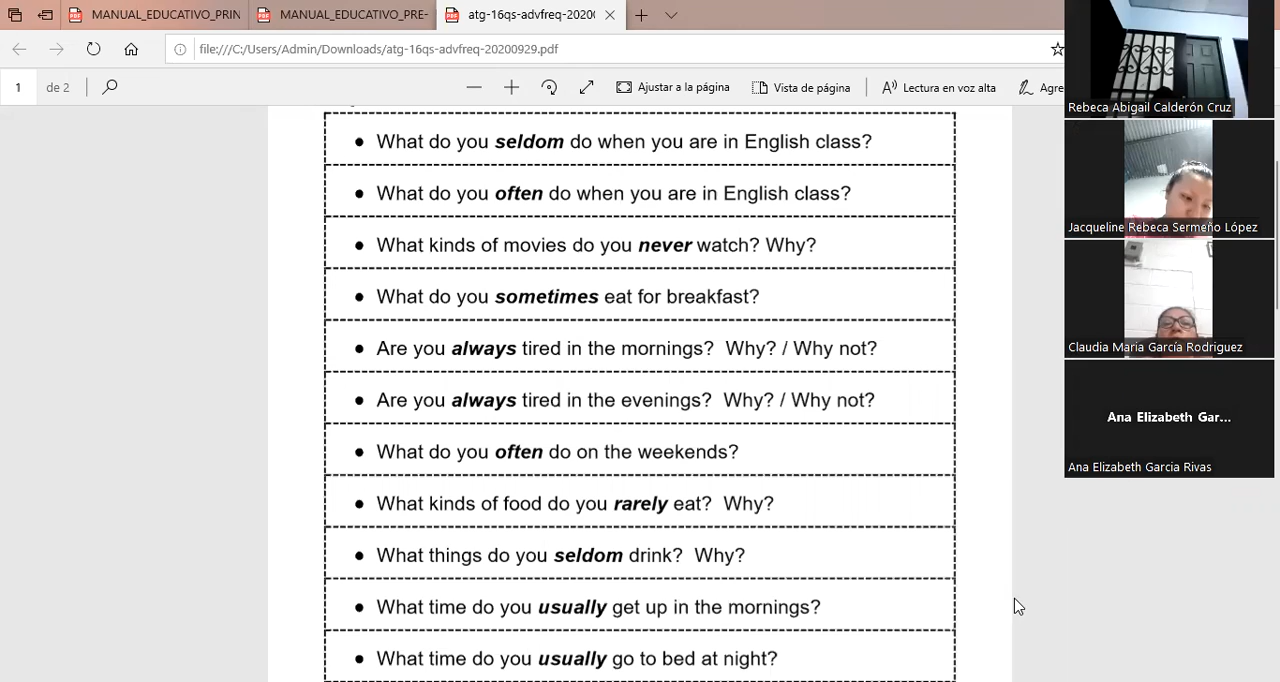 MANUAL_EDUCATIVO_PRIN
MANUAL_EDUCATIVO_PRE-
atg-16qs-advfreq-20200
file:///C:/Users/Admin/Downloads/atg-16qs-advfreq-20200929.pdf
1 de 2
Ajustar a la página
Vista de página
Lectura en voz alta
Agre
• What do you seldom do when you are in English class?
• What do you often do when you are in English class?
• What kinds of movies do you never watch? Why?
• What do you sometimes eat for breakfast?
• Are you always tired in the mornings? Why? / Why not?
• Are you always tired in the evenings? Why? / Why not?
• What do you often do on the weekends?
• What kinds of food do you rarely eat? Why?
• What things do you seldom drink? Why?
• What time do you usually get up in the mornings?
• What time do you usually go to bed at night?
Rebeca Abigail Calderón Cruz
Jacqueline Rebeca Sermeño López
Claudia María García Rodríguez
Ana Elizabeth Gar...
Ana Elizabeth Garcia Rivas